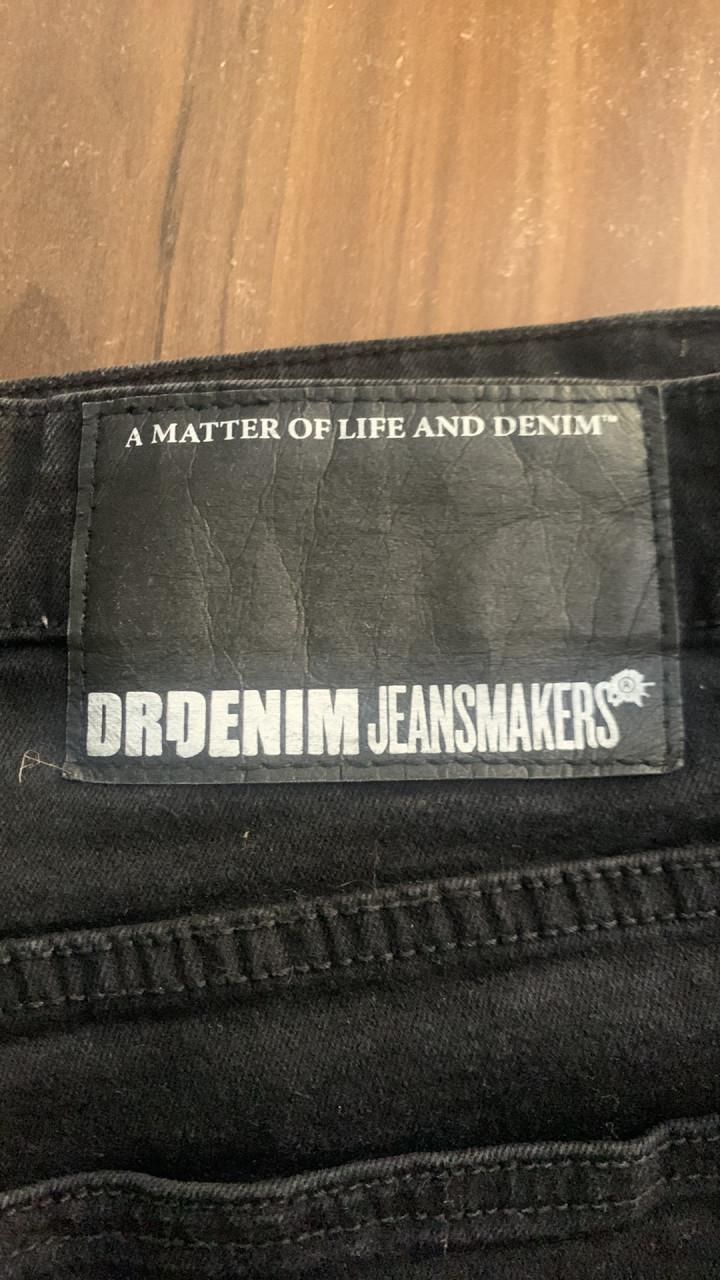 A MATTER OF LIFE AND DENIM™
DRDENIM JEANSMAKERS®